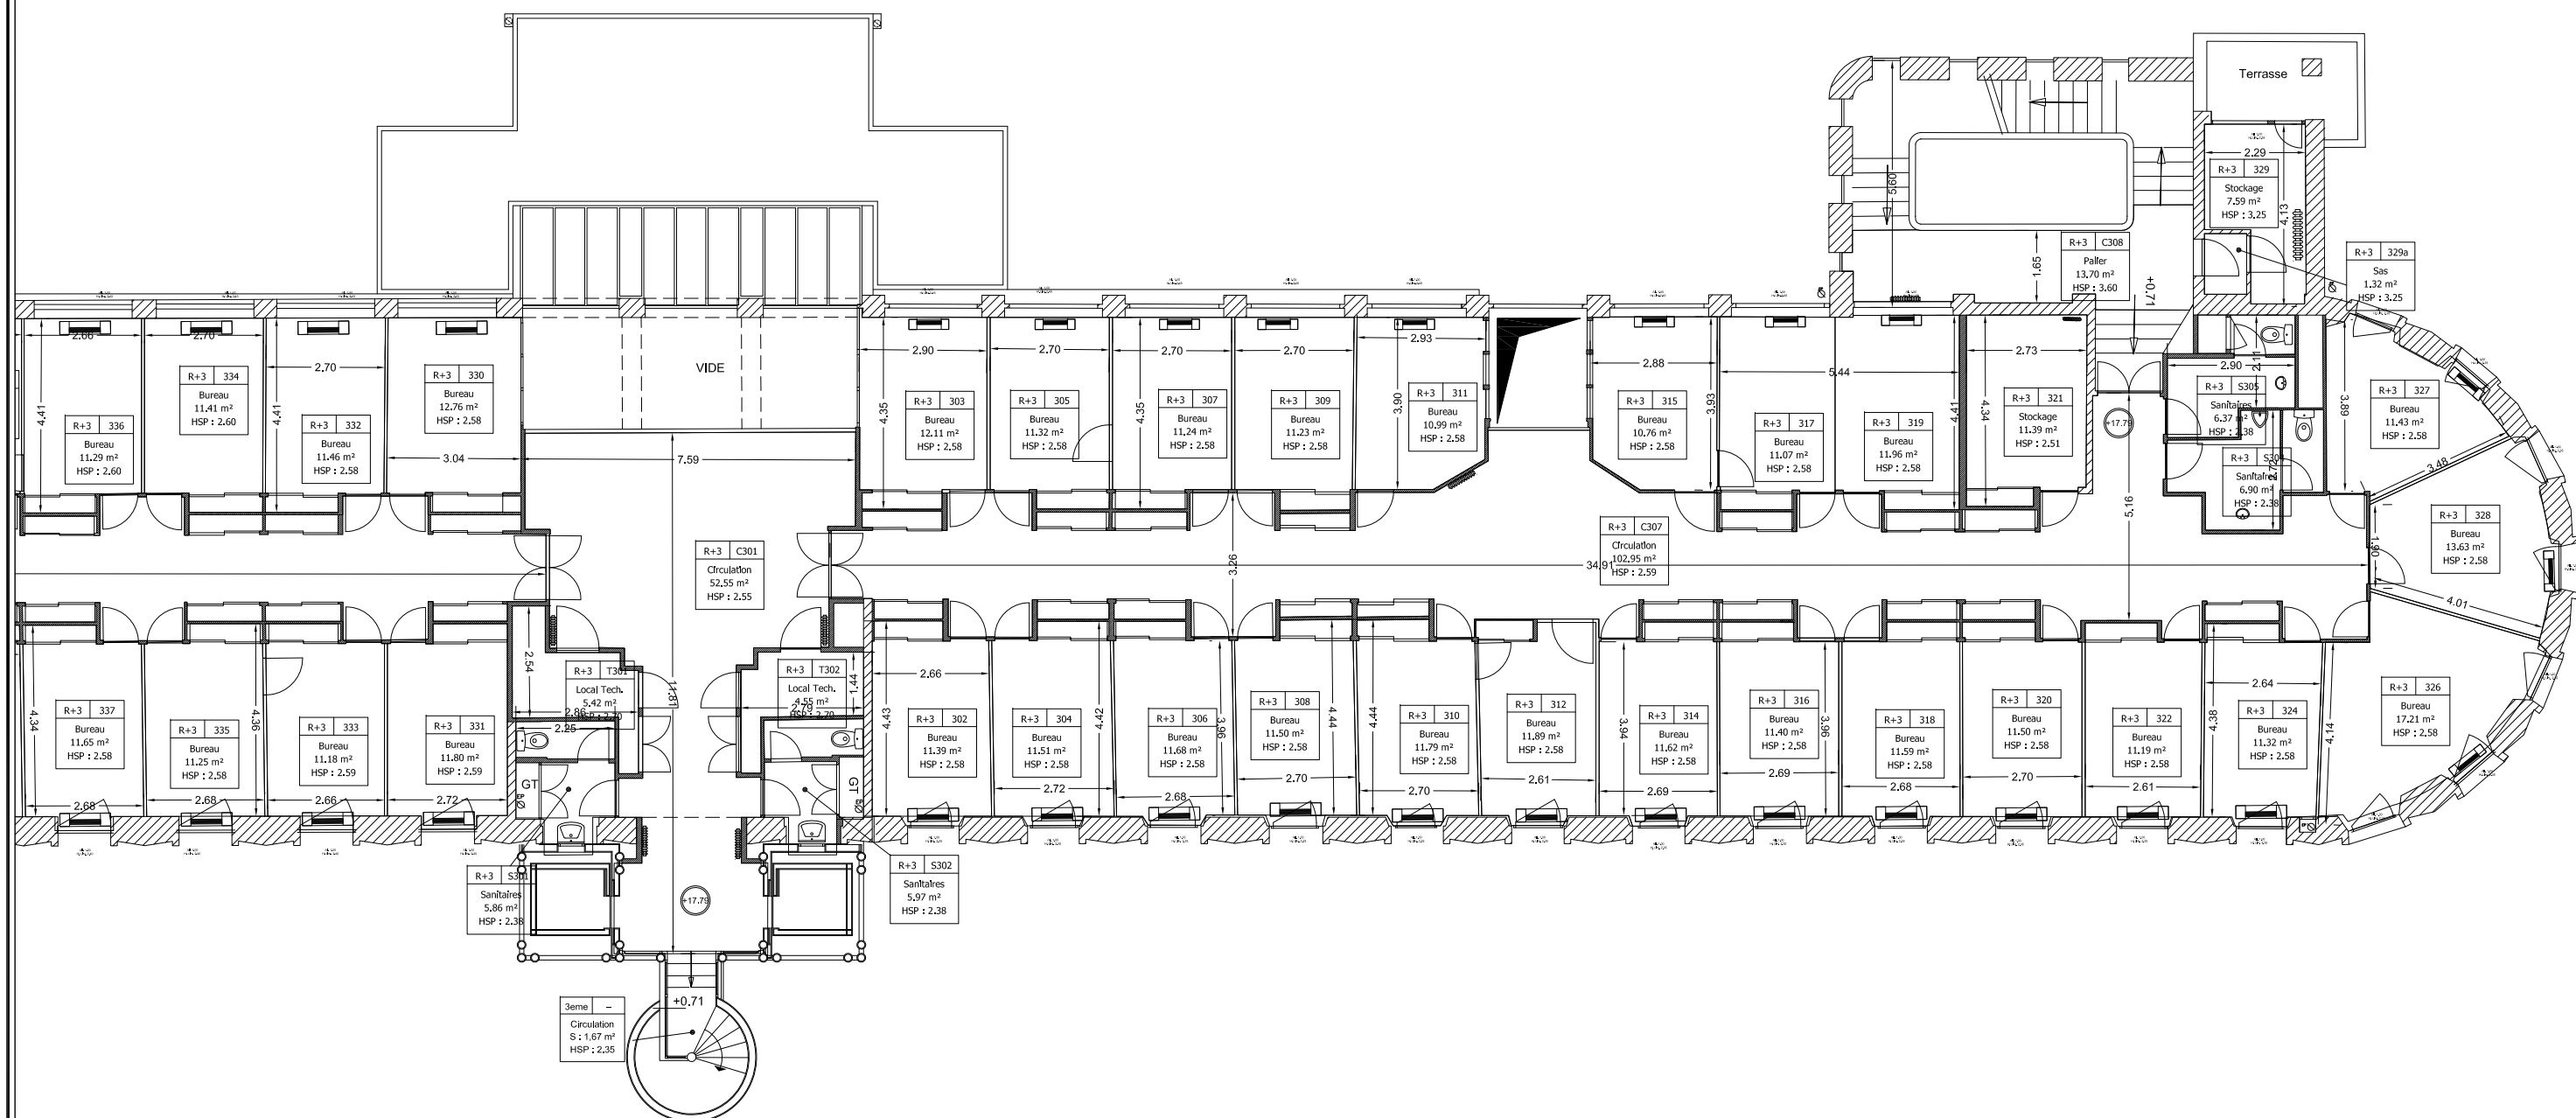 Terrasse
2.29
R+3 329
Stockage
7.59 m²
HSP : 3.25
4.13
5.60
1.65
R+3 C308
Palier
13.70 m²
HSP : 3.60
+0.71
R+3 329a
Sas
1.32 m²
HSP : 3.25
2.66
4.41
R+3 336
Bureau
11.29 m²
HSP : 2.60
2.70
R+3 334
Bureau
11.41 m²
HSP : 2.60
4.41
2.70
R+3 332
Bureau
11.46 m²
HSP : 2.58
R+3 330
Bureau
12.76 m²
HSP : 2.58
3.04
VIDE
7.59
2.90
4.35
R+3 303
Bureau
12.11 m²
HSP : 2.58
2.70
R+3 305
Bureau
11.32 m²
HSP : 2.58
2.70
4.35
R+3 307
Bureau
11.24 m²
HSP : 2.58
2.70
R+3 309
Bureau
11.23 m²
HSP : 2.58
2.93
3.90
R+3 311
Bureau
10.99 m²
HSP : 2.58
2.88
R+3 315
Bureau
10.76 m²
HSP : 2.58
3.93
5.44
R+3 317
Bureau
11.07 m²
HSP : 2.58
R+3 319
Bureau
11.96 m²
HSP : 2.58
4.41
2.73
4.34
R+3 321
Stockage
11.39 m²
HSP : 2.51
+17.79
5.16
2.11
2.90
R+3 S305
Sanitaires
6.37 m²
HSP : 2.38
R+3 S304
Sanitaires
6.90 m²
HSP : 2.38
2.72
3.89
R+3 327
Bureau
11.43 m²
HSP : 2.58
3.48
1.90
R+3 328
Bureau
13.63 m²
HSP : 2.58
4.01
R+3 C301
Circulation
52.55 m²
HSP : 2.55
3.26
34.91
R+3 C307
Circulation
102.95 m²
HSP : 2.59
4.34
R+3 337
Bureau
11.65 m²
HSP : 2.58
2.68
R+3 335
Bureau
11.25 m²
HSP : 2.58
2.68
4.36
R+3 333
Bureau
11.18 m²
HSP : 2.59
2.66
R+3 331
Bureau
11.80 m²
HSP : 2.59
2.72
2.54
R+3 T301
Local Tech.
5.42 m²
HSP : 2.70
2.86
2.25
GT
11.81
R+3 T302
Local Tech.
4.55 m²
HSP : 2.70
2.79
1.44
GT
2.66
4.43
R+3 302
Bureau
11.39 m²
HSP : 2.58
R+3 304
Bureau
11.51 m²
HSP : 2.58
2.72
4.42
R+3 306
Bureau
11.68 m²
HSP : 2.58
2.68
3.96
R+3 308
Bureau
11.50 m²
HSP : 2.58
2.70
4.44
4.44
R+3 310
Bureau
11.79 m²
HSP : 2.58
2.70
R+3 312
Bureau
11.89 m²
HSP : 2.58
2.61
3.94
R+3 314
Bureau
11.62 m²
HSP : 2.58
2.69
R+3 316
Bureau
11.40 m²
HSP : 2.58
2.69
3.96
R+3 318
Bureau
11.59 m²
HSP : 2.58
2.68
R+3 320
Bureau
11.50 m²
HSP : 2.58
2.70
R+3 322
Bureau
11.19 m²
HSP : 2.58
2.61
4.38
2.64
R+3 324
Bureau
11.32 m²
HSP : 2.58
4.14
R+3 326
Bureau
17.21 m²
HSP : 2.58
R+3 S301
Sanitaires
5.86 m²
HSP : 2.38
R+3 S302
Sanitaires
5.97 m²
HSP : 2.38
+17.79
+0.71
3eme –
Circulation
S : 1,67 m²
HSP : 2,35